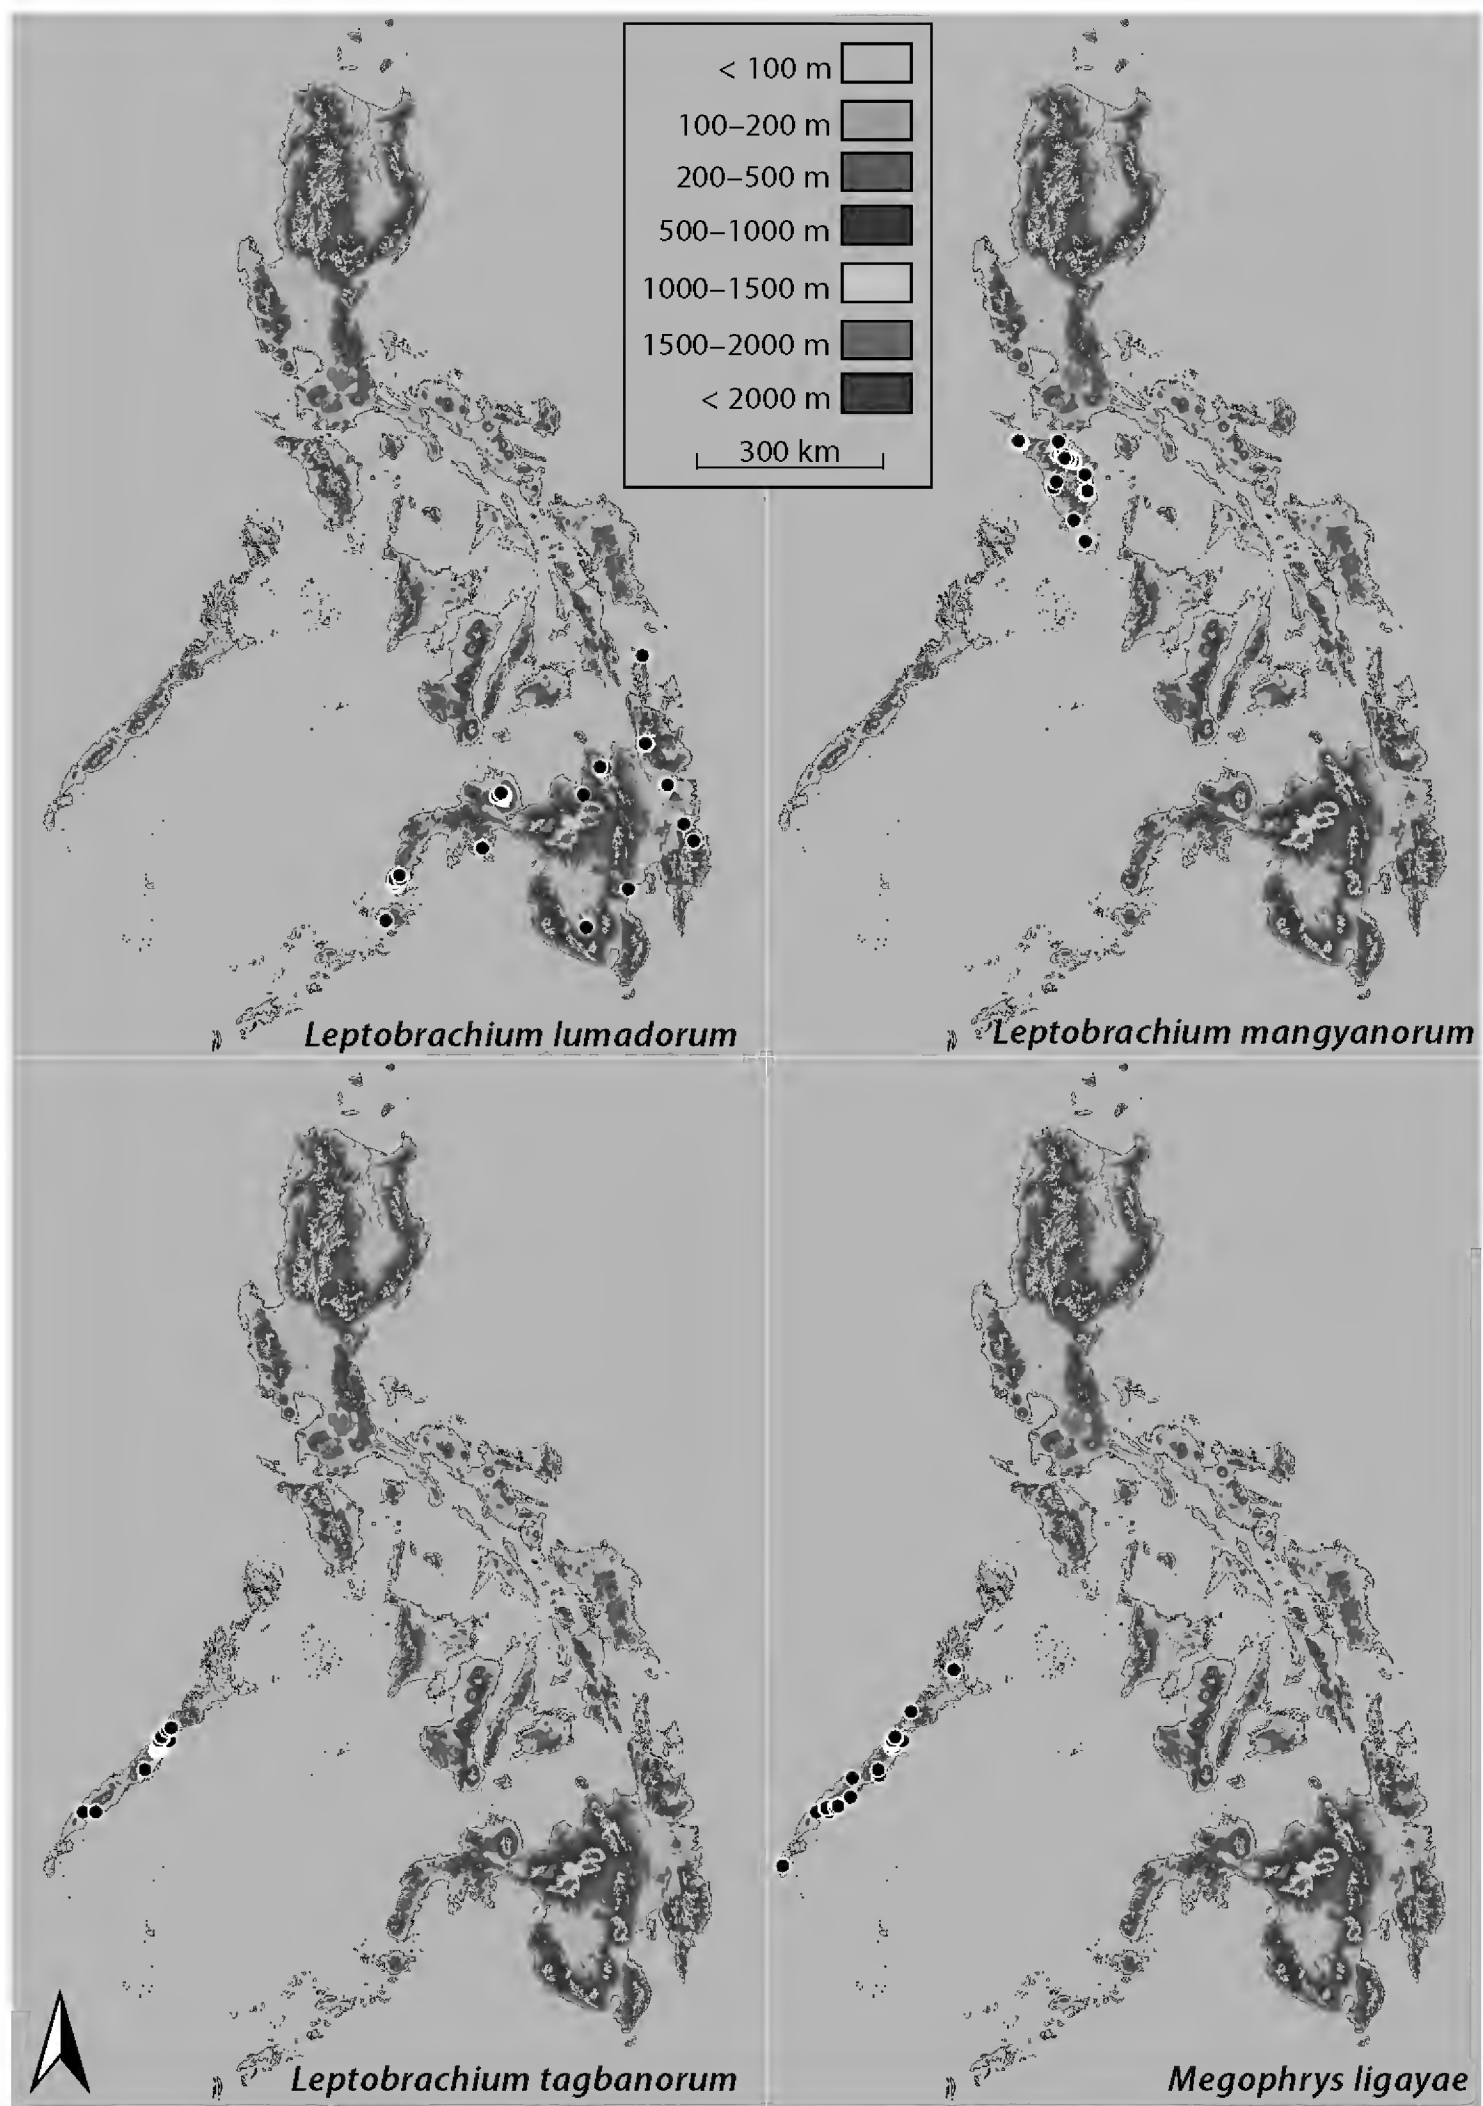 < 100 m
100–200 m
200–500 m
500–1000 m
1000–1500 m
1500–2000 m
< 2000 m
300 km
Leptobrachium lumadorum
Leptobrachium mangyanorum
Leptobrachium tagbanorum
Megophrys ligayae